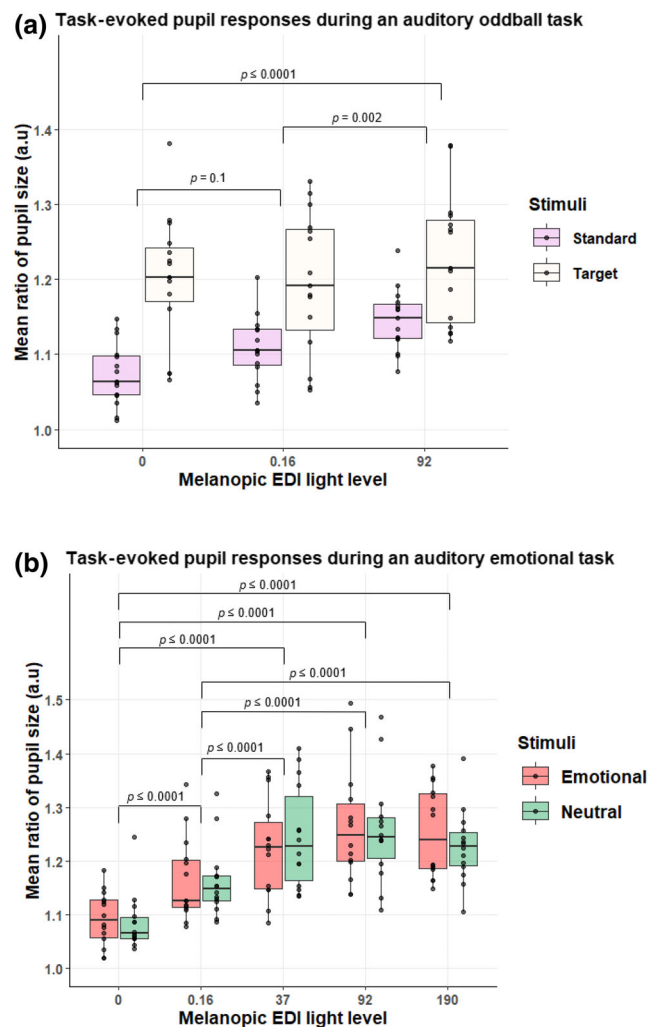 (a) Task-evoked pupil responses during an auditory oddball task
p ≤ 0.0001
p = 0.002
p = 0.1
1.4
1.3
1.2
1.1
1.0
Mean ratio of pupil size (a.u)
Stimuli
Standard
Target
0 0.16 92
Melanopic EDI light level
(b) Task-evoked pupil responses during an auditory emotional task
p ≤ 0.0001
p ≤ 0.0001
p ≤ 0.0001
p ≤ 0.0001
p ≤ 0.0001
p ≤ 0.0001
p ≤ 0.0001
1.5
1.4
1.3
1.2
1.1
1.0
Mean ratio of pupil size (a.u)
Stimuli
Emotional
Neutral
0 0.16 37 92 190
Melanopic EDI light level